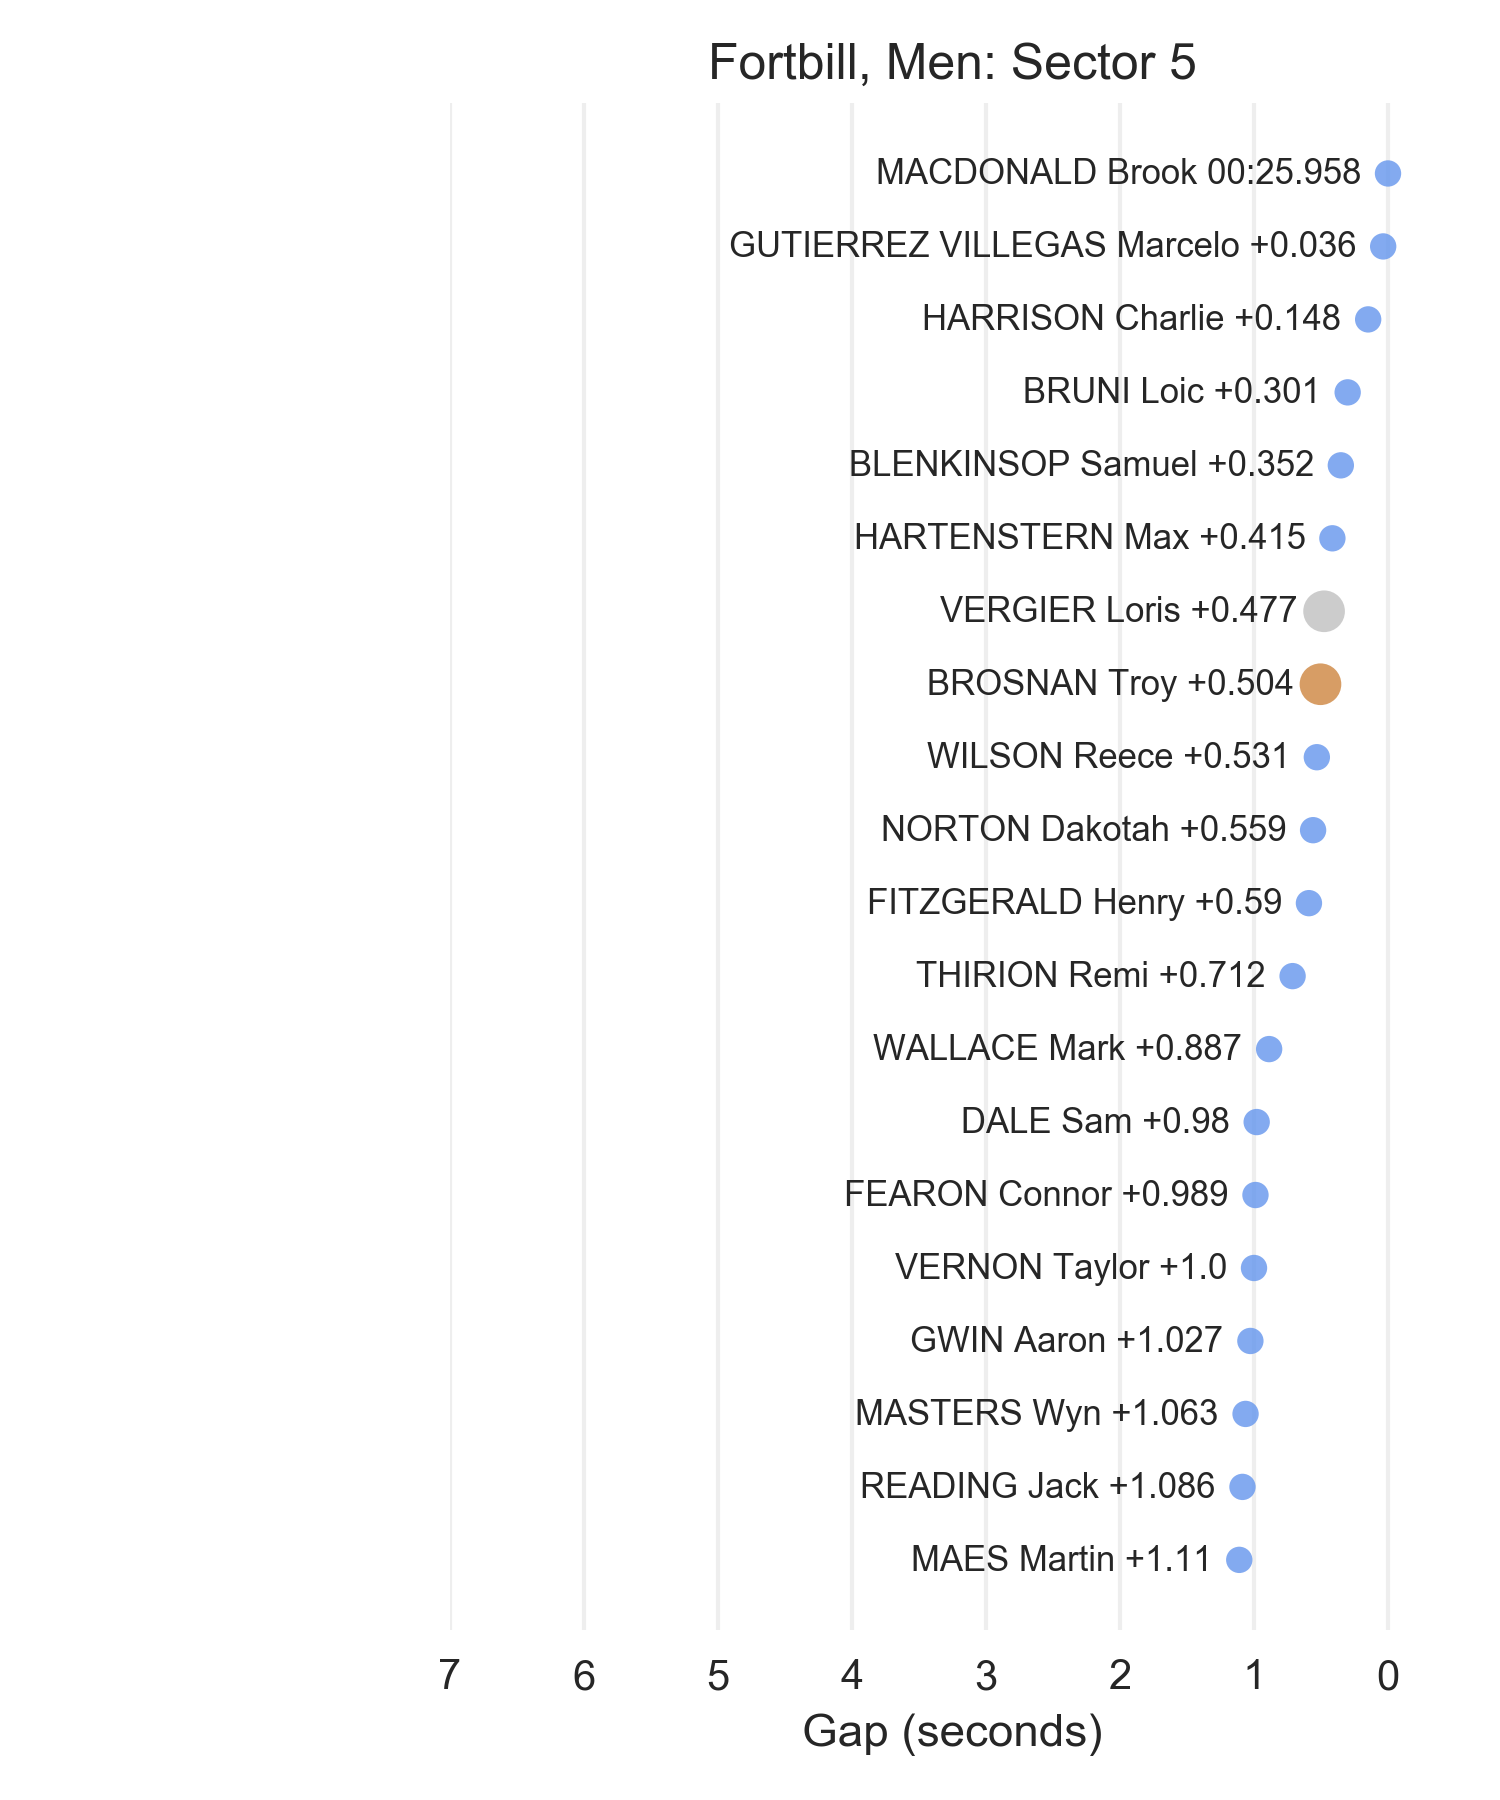 Fortbill, Men: Sector 5
MACDONALD Brook 00:25.958
GUTIERREZ VILLEGAS Marcelo +0.036
HARRISON Charlie +0.148
BRUNI Loic +0.301
BLENKINSOP Samuel +0.352
HARTENSTERN Max +0.415
VERGIER Loris +0.477
BROSNAN Troy +0.504
WILSON Reece +0.531
NORTON Dakotah +0.559
FITZGERALD Henry +0.59
THIRION Remi +0.712
WALLACE Mark +0.887
DALE Sam +0.98
FEARON Connor +0.989
VERNON Taylor +1.0
GWIN Aaron +1.027
MASTERS Wyn +1.063
READING Jack +1.086
MAES Martin +1.11
7 6 5 4 3 2 1 0
Gap (seconds)